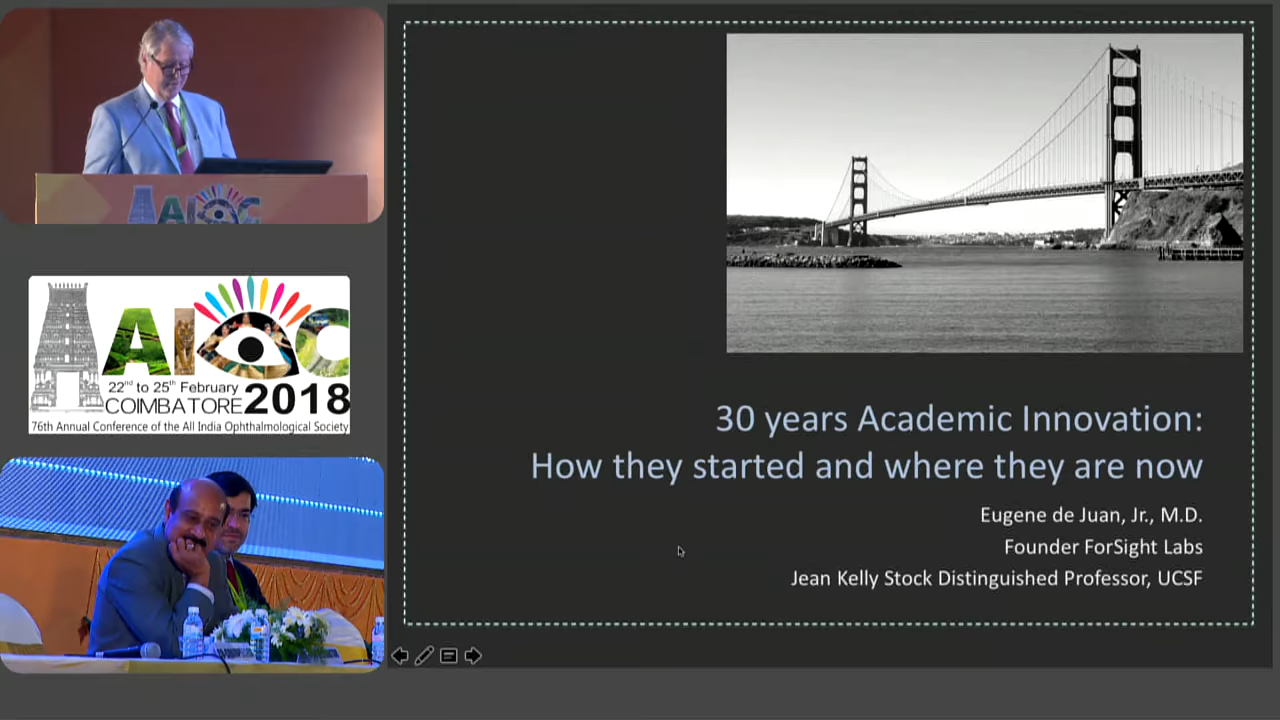 AIOC
AIOC
22nd to 25th February
COIMBATORE 2018
76th Annual Conference of the All India Ophthalmological Society
30 years Academic Innovation:
How they started and where they are now
Eugene de Juan, Jr., M.D.
Founder ForSight Labs
Jean Kelly Stock Distinguished Professor, UCSF